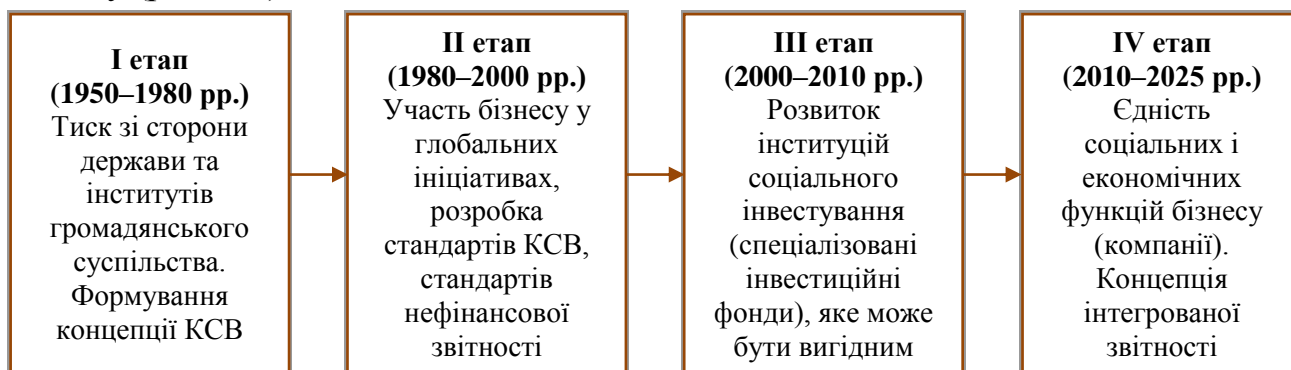 І етап
(1950–1980 рр.)
Тиск зі сторони
держави та
інститутів
громадянського
суспільства.
Формування
концепції КСВ
ІІ етап
(1980–2000 рр.)
Участь бізнесу у
глобальних
ініціативах,
розробка
стандартів КСВ,
стандартів
нефінансової
звітності
ІІІ етап
(2000–2010 рр.)
Розвиток
інституцій
соціального
інвестування
(спеціалізовані
інвестиційні
фонди), яке може
бути вигідним
IV етап
(2010–2025 рр.)
Єдність
соціальних і
економічних
функцій бізнесу
(компанії).
Концепція
інтегрованої
звітності